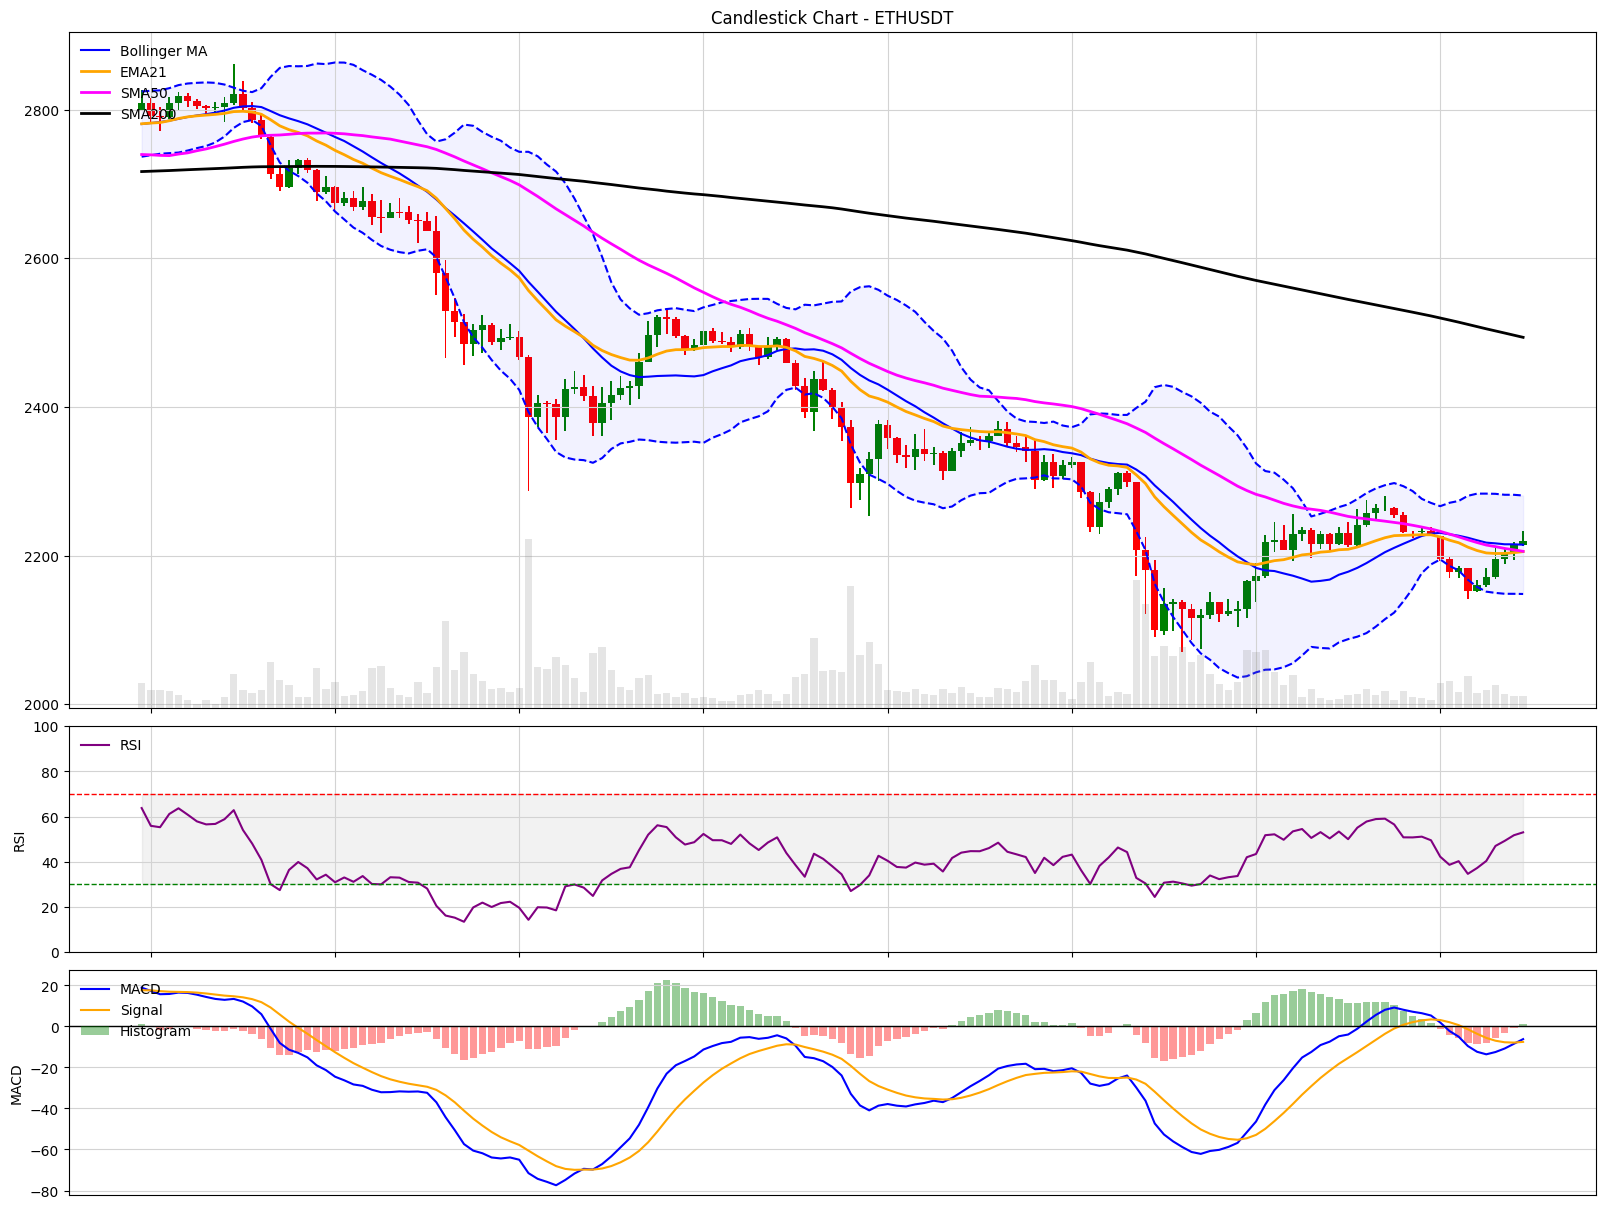 Candlestick Chart - ETHUSDT
Bollinger MA
EMA21
SMA50
SMA200
2800
2600
2400
2200
2000
RSI
100
80
60
40
20
0
RSI
MACD
Signal
Histogram
20
0
−20
−40
−60
−80
MACD